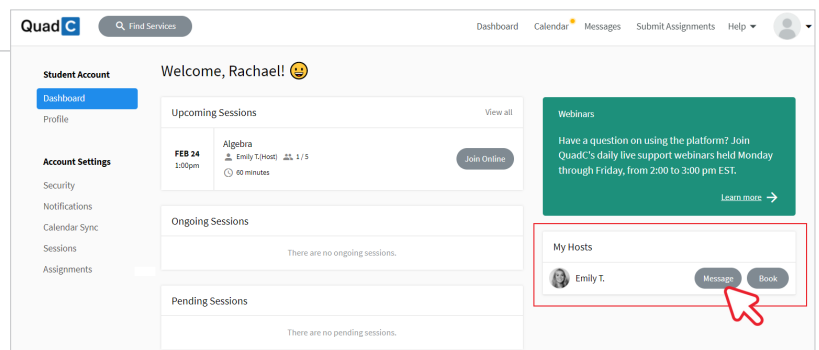 QuadC
Find Services
Dashboard
Calendar
Messages
Submit Assignments
Help
Student Account
Dashboard
Profile
Account Settings
Security
Notifications
Calendar Sync
Sessions
Assignments
Welcome, Rachael!
Upcoming Sessions
View all
FEB 24
1:00pm
Algebra
Emily T.(Host) 1 / 5
60 minutes
Join Online
Ongoing Sessions
There are no ongoing sessions.
Pending Sessions
There are no pending sessions.
Webinars
Have a question on using the platform? Join
QuadC's daily live support webinars held Monday
through Friday, from 2:00 to 3:00 pm EST.
Learn more
My Hosts
Emily T.
Message
Book